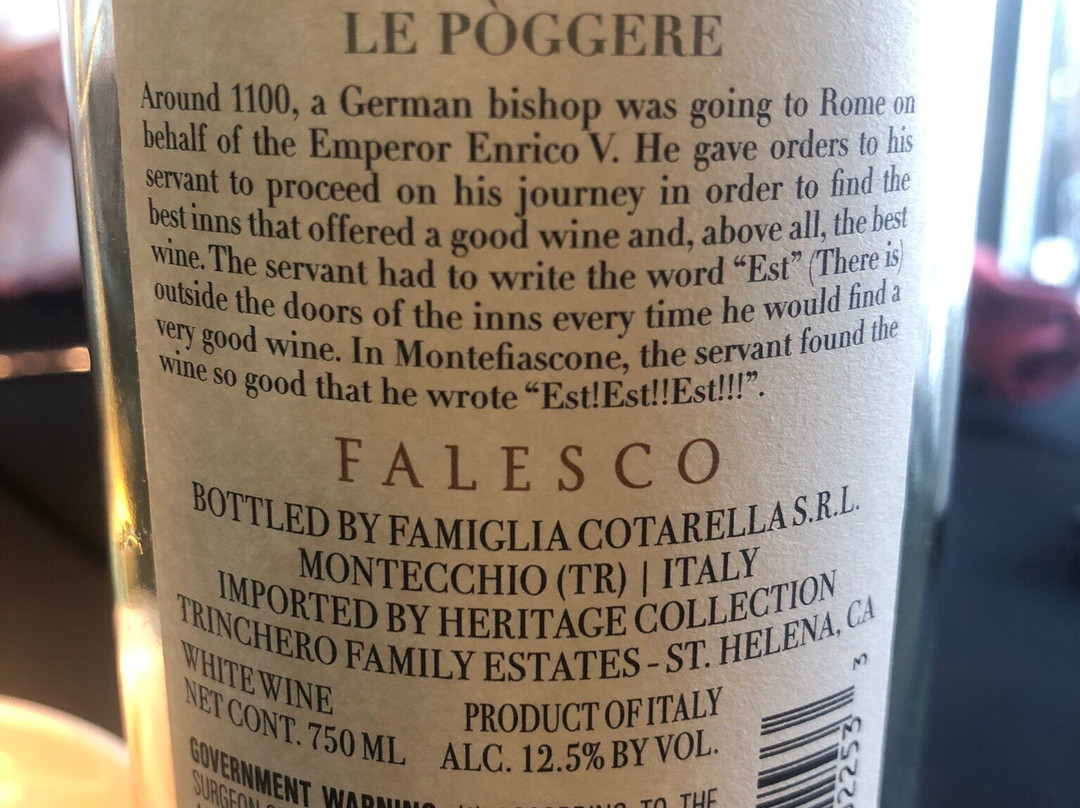 LE PÒGGERE
Around 1100, a German bishop was going to Rome on
behalf of the Emperor Enrico V. He gave orders to his
servant to proceed on his journey in order to find the
best inns that offered a good wine and, above all, the best
wine. The servant had to write the word “Est” (There is)
outside the doors of the inns every time he would find a
very good wine. In Montefiascone, the servant found the
wine so good that he wrote “Est!Est!!Est!!!”.
FALESCO
BOTTLED BY FAMIGLIA COTARELLA S.R.L.
MONTECCHIO (TR) | ITALY
IMPORTED BY HERITAGE COLLECTION
TRINCHERO FAMILY ESTATES - ST. HELENA, CA
WHITE WINE
NET CONT. 750 ML
PRODUCT OF ITALY
ALC. 12.5% BY VOL.
3
2253
GOVERNMENT WARNING
SURGEON TO THE